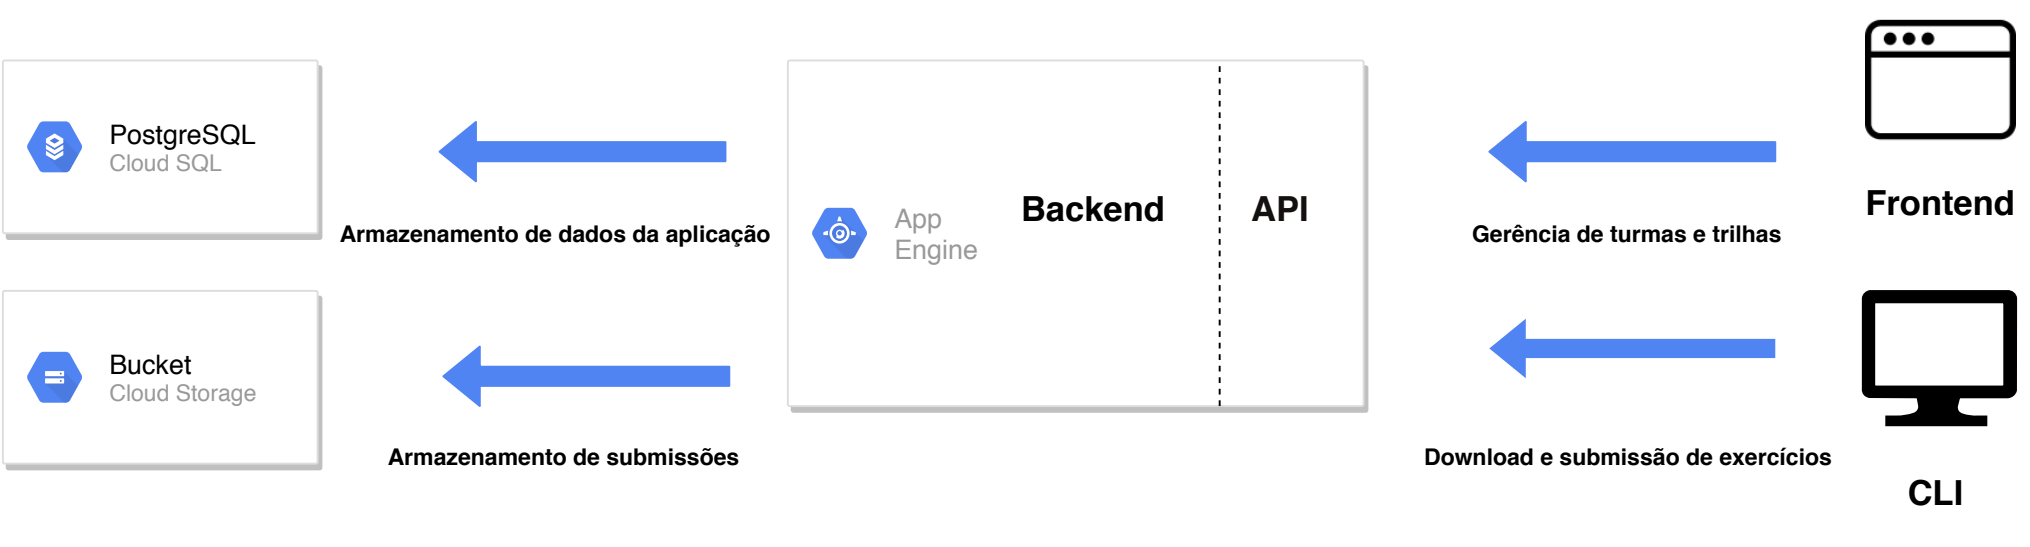 PostgreSQL
Cloud SQL
Armazenamento de dados da aplicação
Bucket
Cloud Storage
Armazenamento de submissões
App
Engine
Backend
API
Gerência de turmas e trilhas
Frontend
Download e submissão de exercícios
CLI